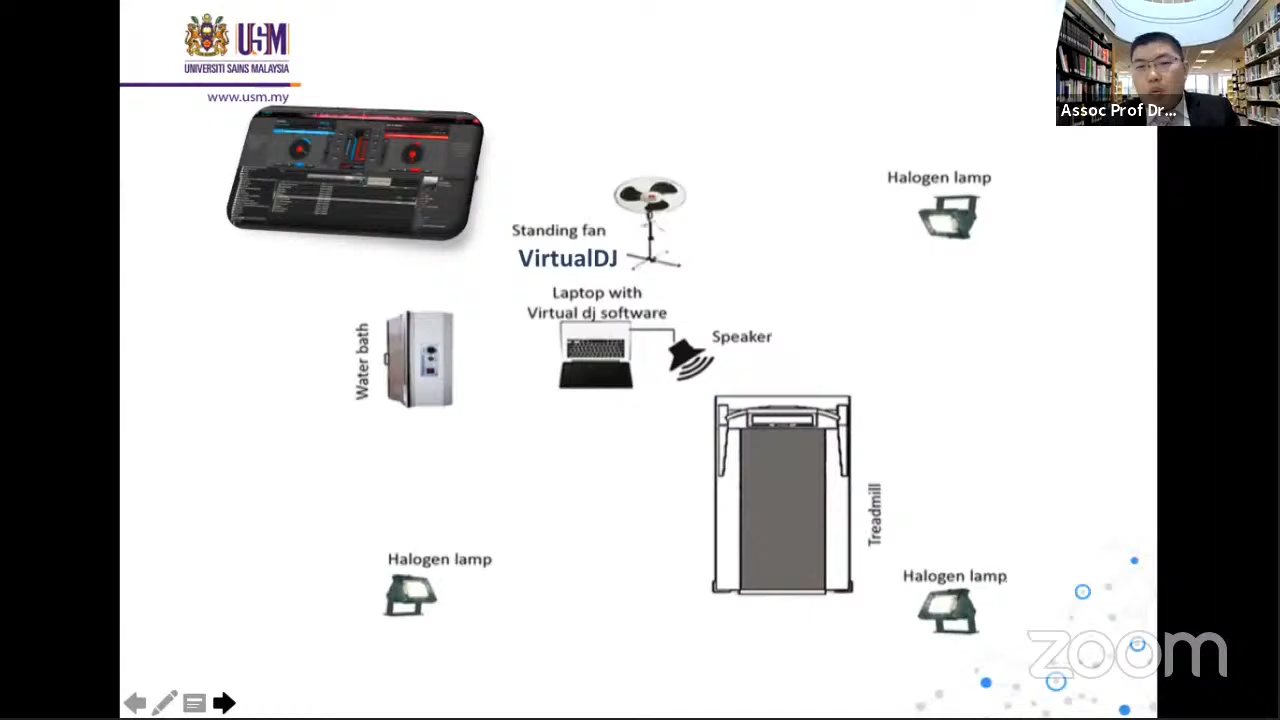 USM
UNIVERSITI SAINS MALAYSIA
www.usm.my
Assoc Prof Dr...
Halogen lamp
Standing fan
VirtualDJ
Laptop with
Virtual dj software
Speaker
Water bath
Treadmill
Halogen lamp
Halogen lamp
zoom